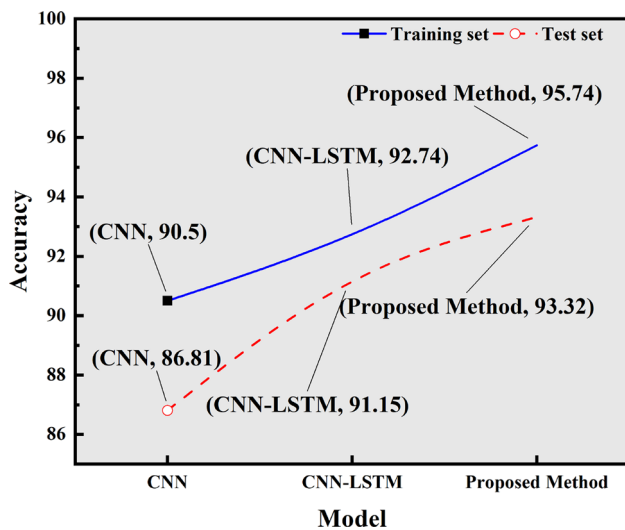 100
98
96
94
92
90
88
86
Accuracy
Training set
Test set
(Proposed Method, 95.74)
(CNN-LSTM, 92.74)
(CNN, 90.5)
(Proposed Method, 93.32)
(CNN, 86.81)
(CNN-LSTM, 91.15)
CNN
CNN-LSTM
Proposed Method
Model